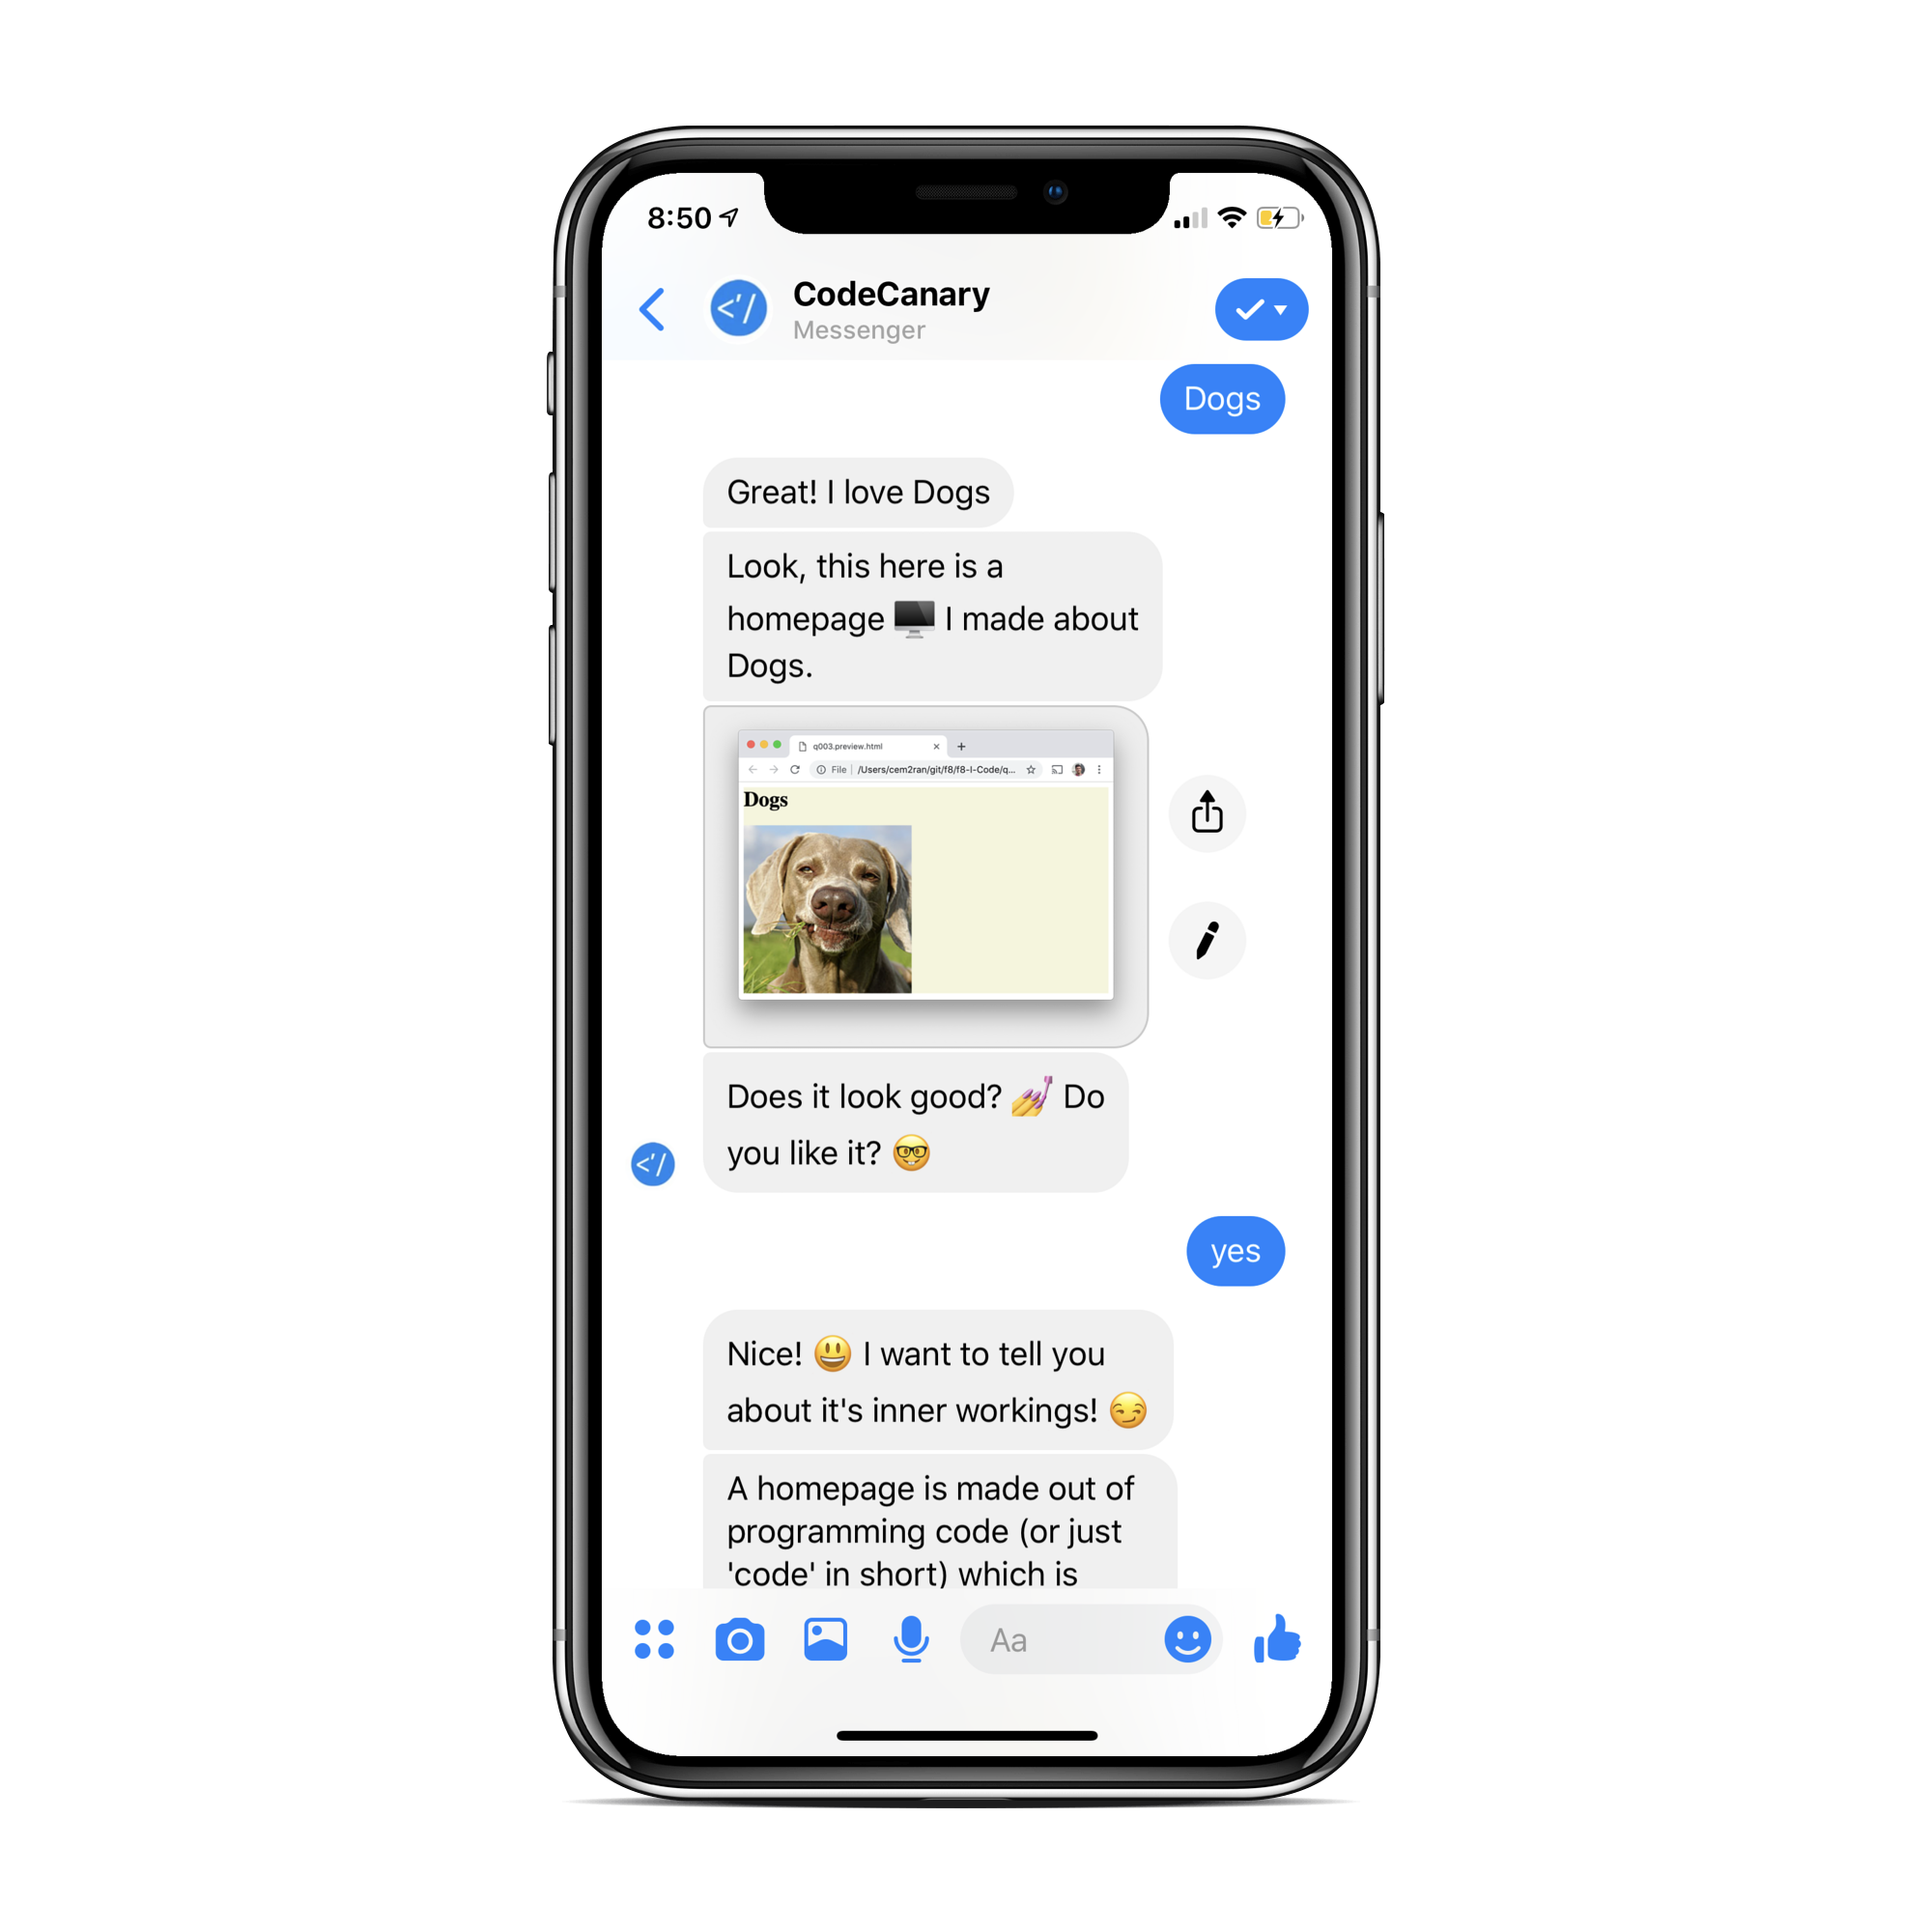 8:50
CodeCanary
Messenger
Dogs
Great! I love Dogs
Look, this here is a
homepage 🖥️ I made about
Dogs.
q003.preview.html
File | /Users/cem2ran/git/f8/f8-I-Code/q...
Dogs
Does it look good? 💅 Do
you like it? 🤓
yes
Nice! 😃 I want to tell you
about it's inner workings! 😏
A homepage is made out of
programming code (or just
'code' in short) which is
Aa